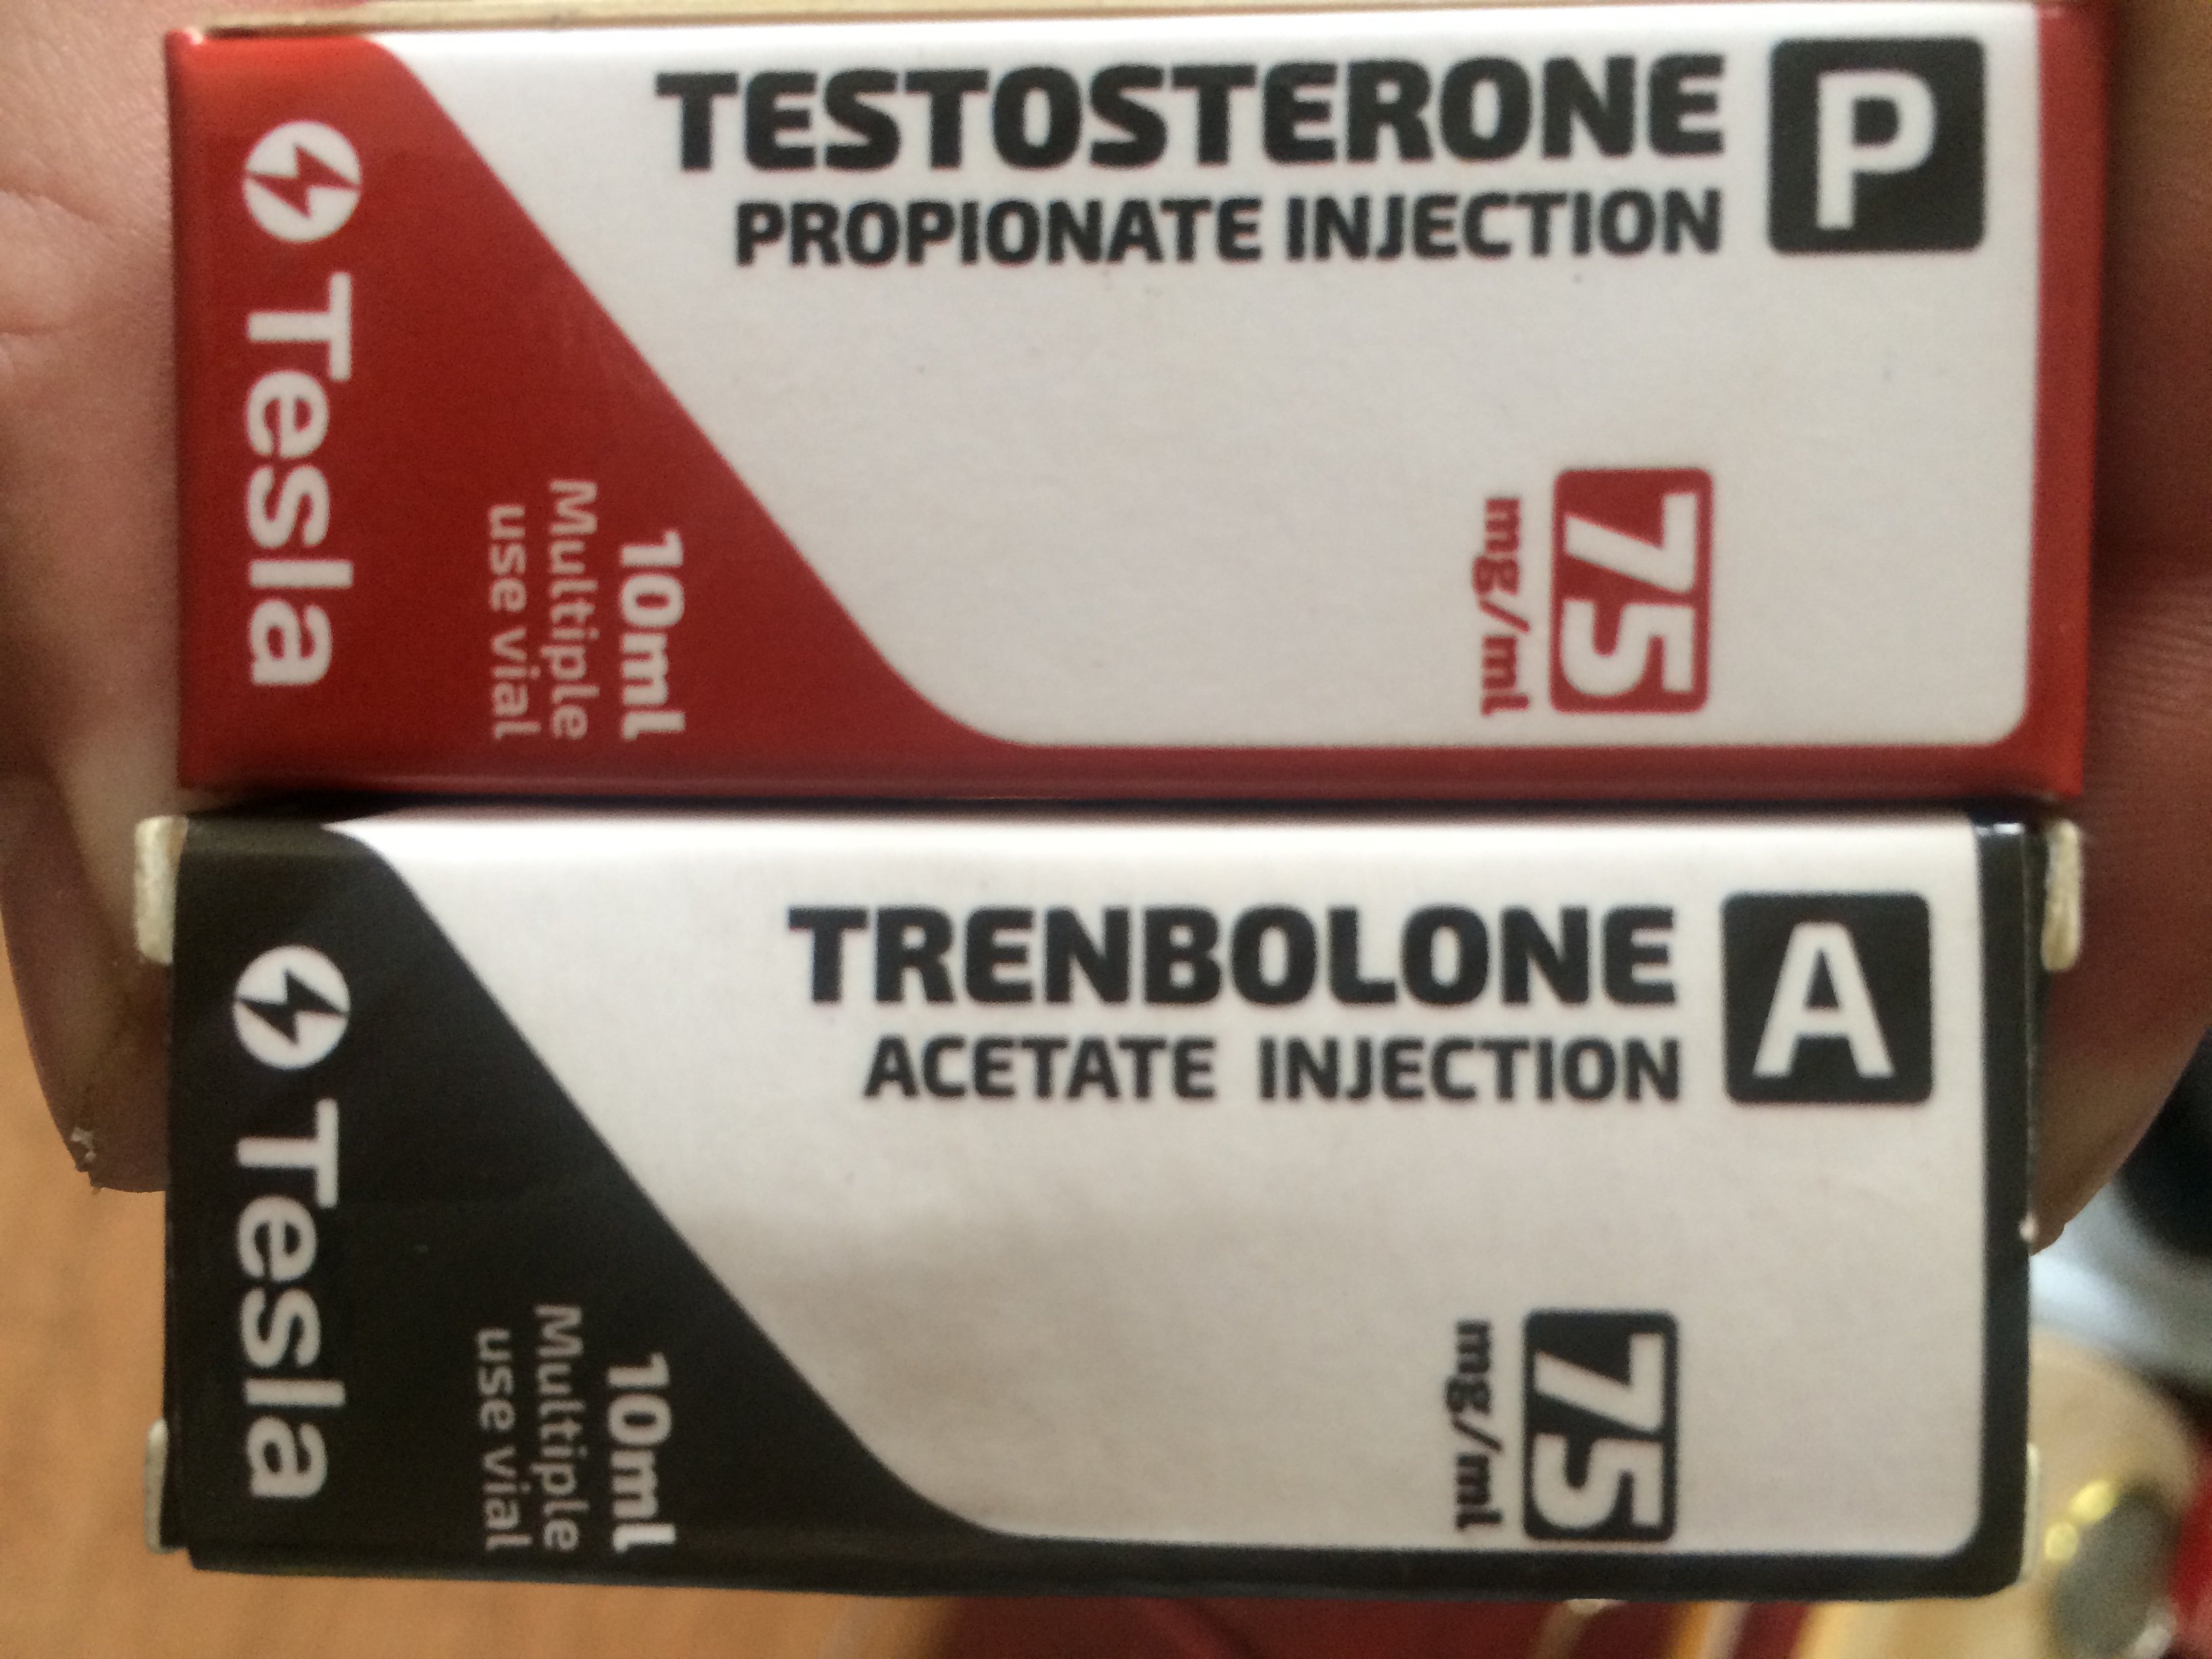 TESTOSTERONE
PROPIONATE INJECTION
P
75
mg/ml
10ml
Multiple
use vial
Tesla
TRENBOLONE
ACETATE INJECTION
A
75
mg/ml
10ml
Multiple
use vial
Tesla